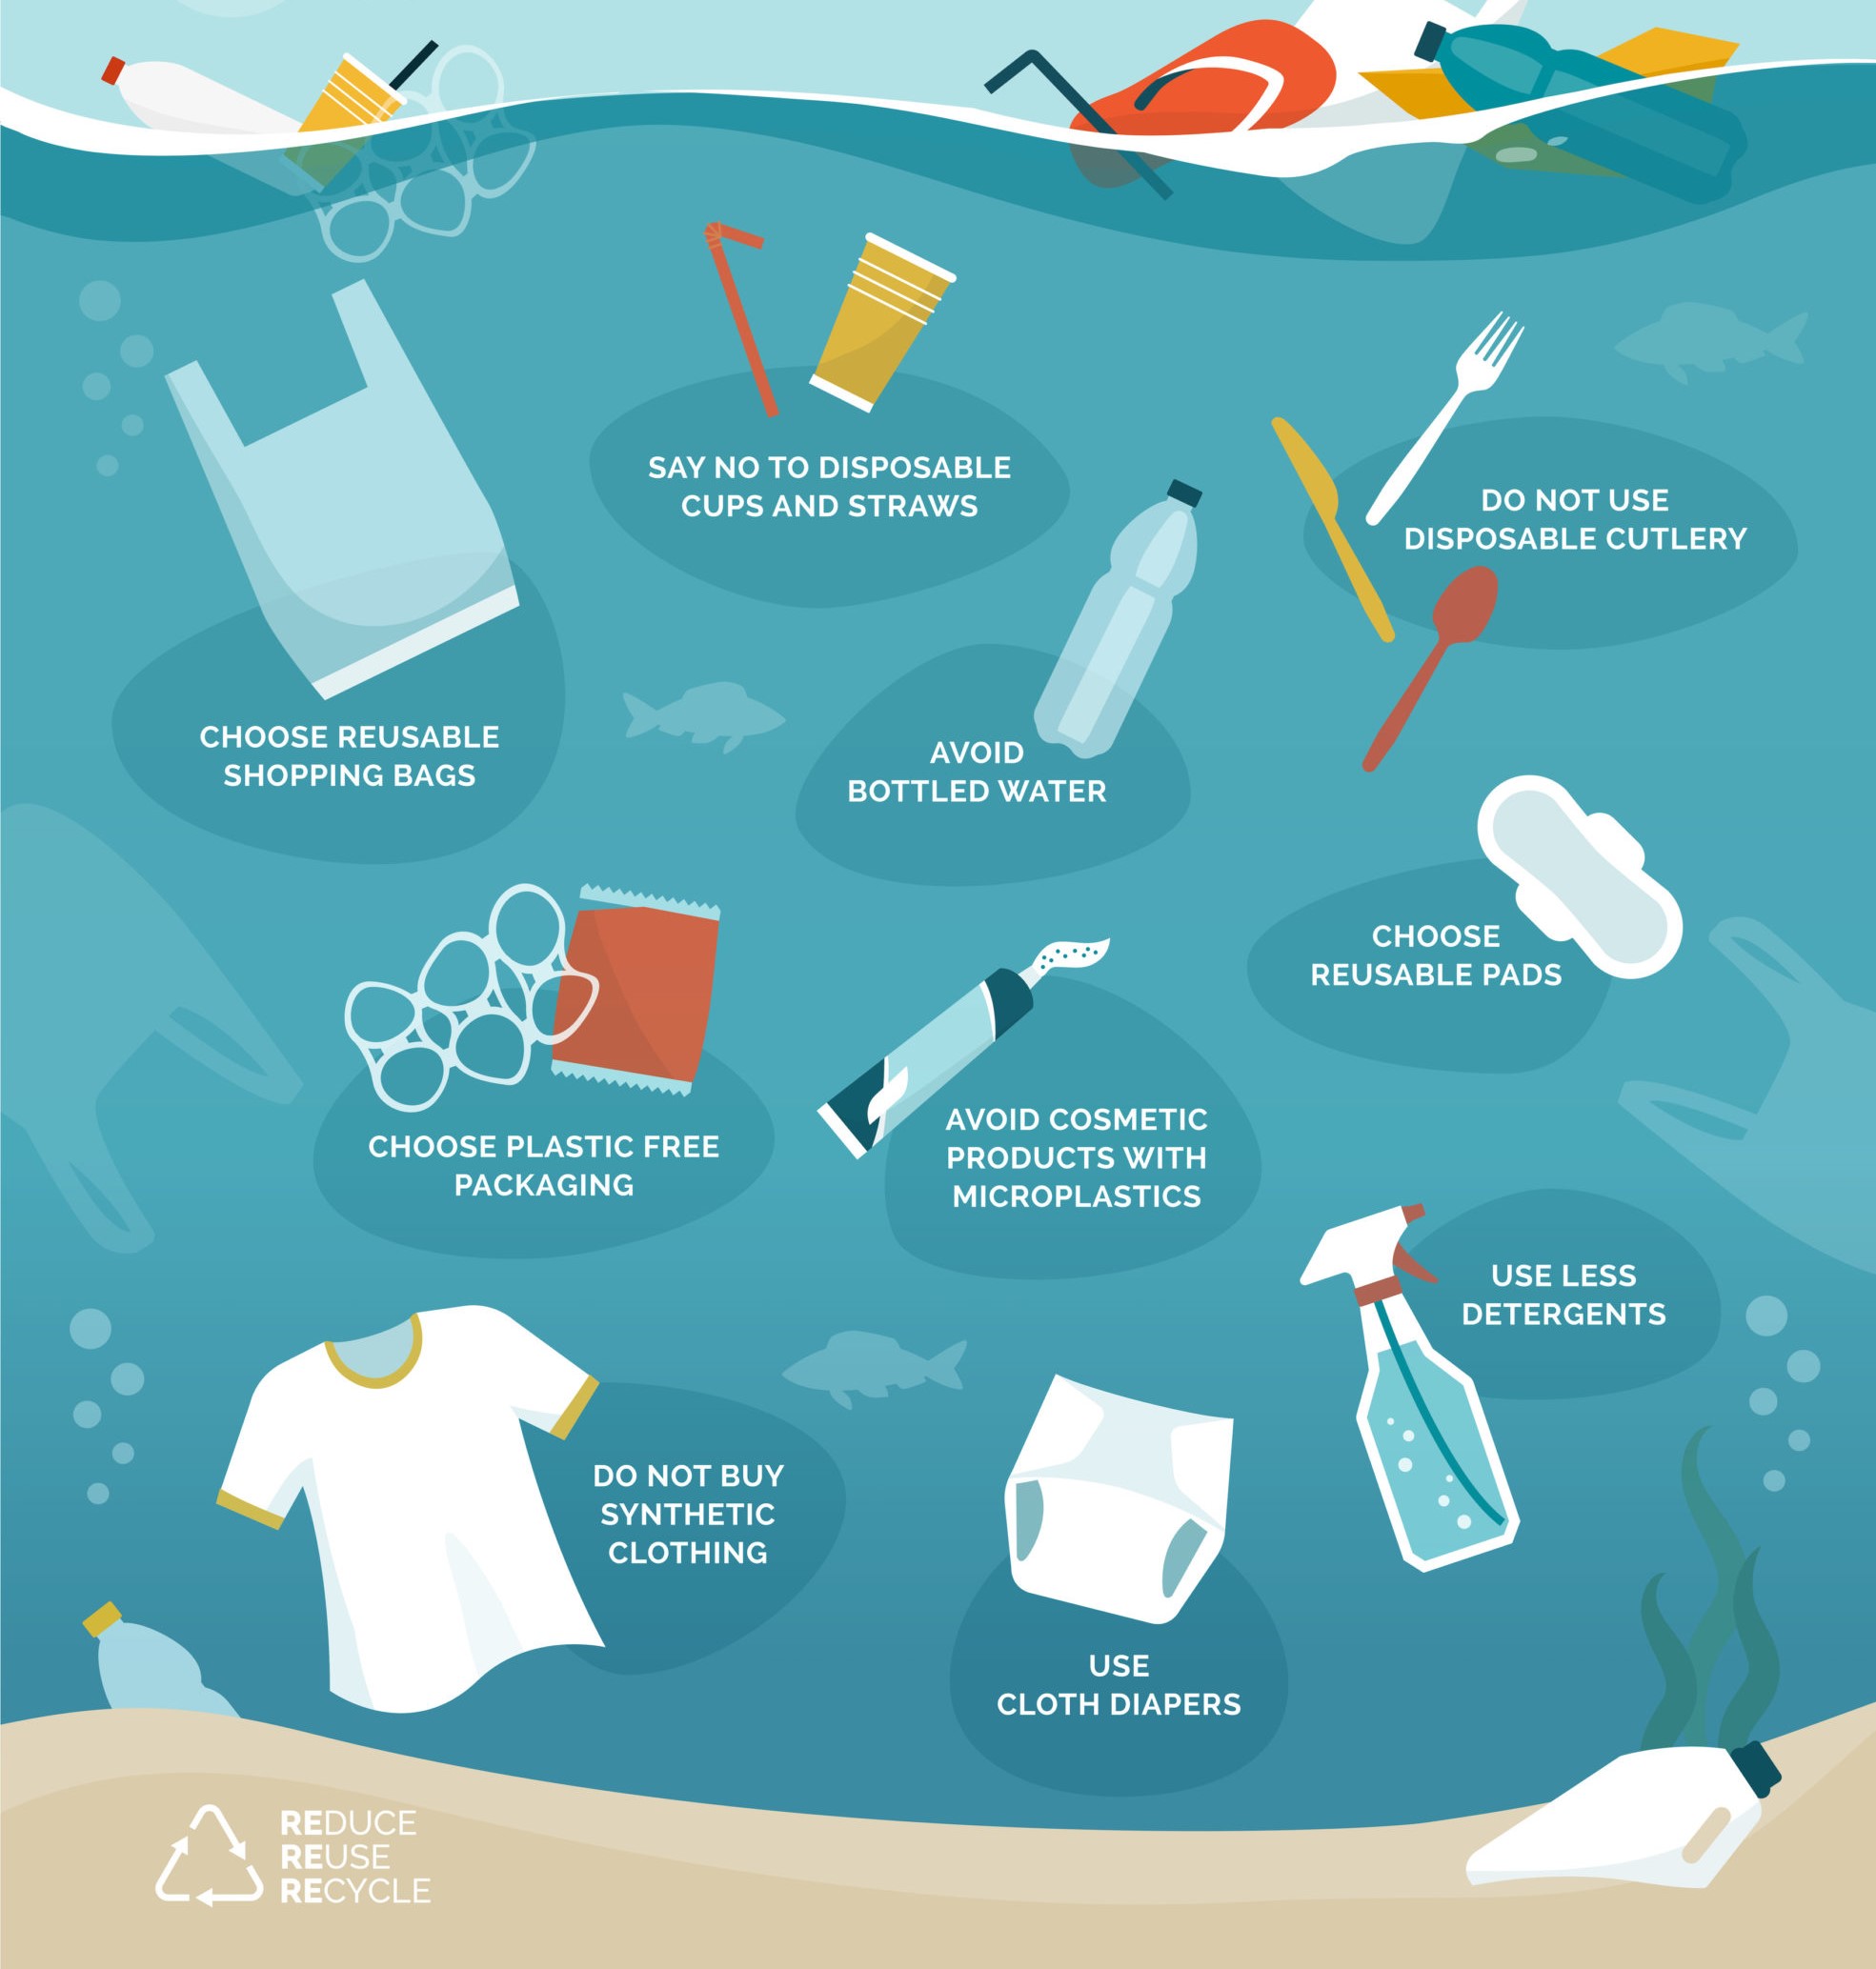 SAY NO TO DISPOSABLE
CUPS AND STRAWS
DO NOT USE
DISPOSABLE CUTLERY
CHOOSE REUSABLE
SHOPPING BAGS
AVOID
BOTTLED WATER
CHOOSE
REUSABLE PADS
CHOOSE PLASTIC FREE
PACKAGING
AVOID COSMETIC
PRODUCTS WITH
MICROPLASTICS
USE LESS
DETERGENTS
DO NOT BUY
SYNTHETIC
CLOTHING
USE
CLOTH DIAPERS
REDUCE
REUSE
RECYCLE